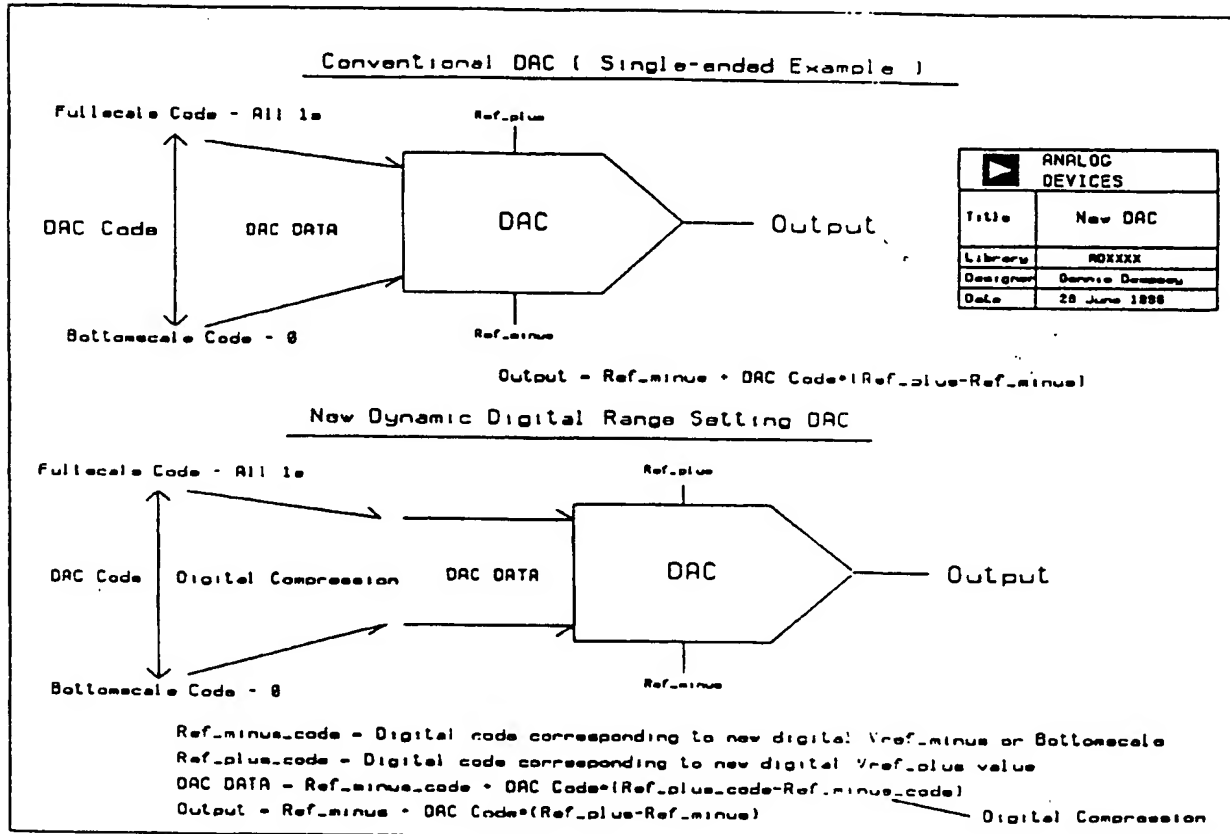 Conventional DAC ( Single-ended Example )
Fullscale Code - All 1s
Ref_plus
DAC Code
DAC DATA
DAC
Output
Bottomscale Code - 0
Ref_minus
Output = Ref_minus + DAC Code*(Ref_plus-Ref_minus)
ANALOG
DEVICES
Title New DAC
Library ADXXXX
Designer Dennis Dempsey
Date
New Dynamic Digital Range Setting DAC
Fullscale Code - All 1s
Ref_plus
DAC Code
Digital Compression
DAC DATA
DAC
Output
Bottomscale Code - 0
Ref_minus
Ref_minus_code = Digital code corresponding to new digital Vref_minus or Bottomscale
Ref_plus_code = Digital code corresponding to new digital Vref_plus value
DAC DATA = Ref_minus_code + DAC Code*(Ref_plus_code-Ref_minus_code)
Output = Ref_minus + DAC Code*(Ref_plus-Ref_minus)
Digital Compression